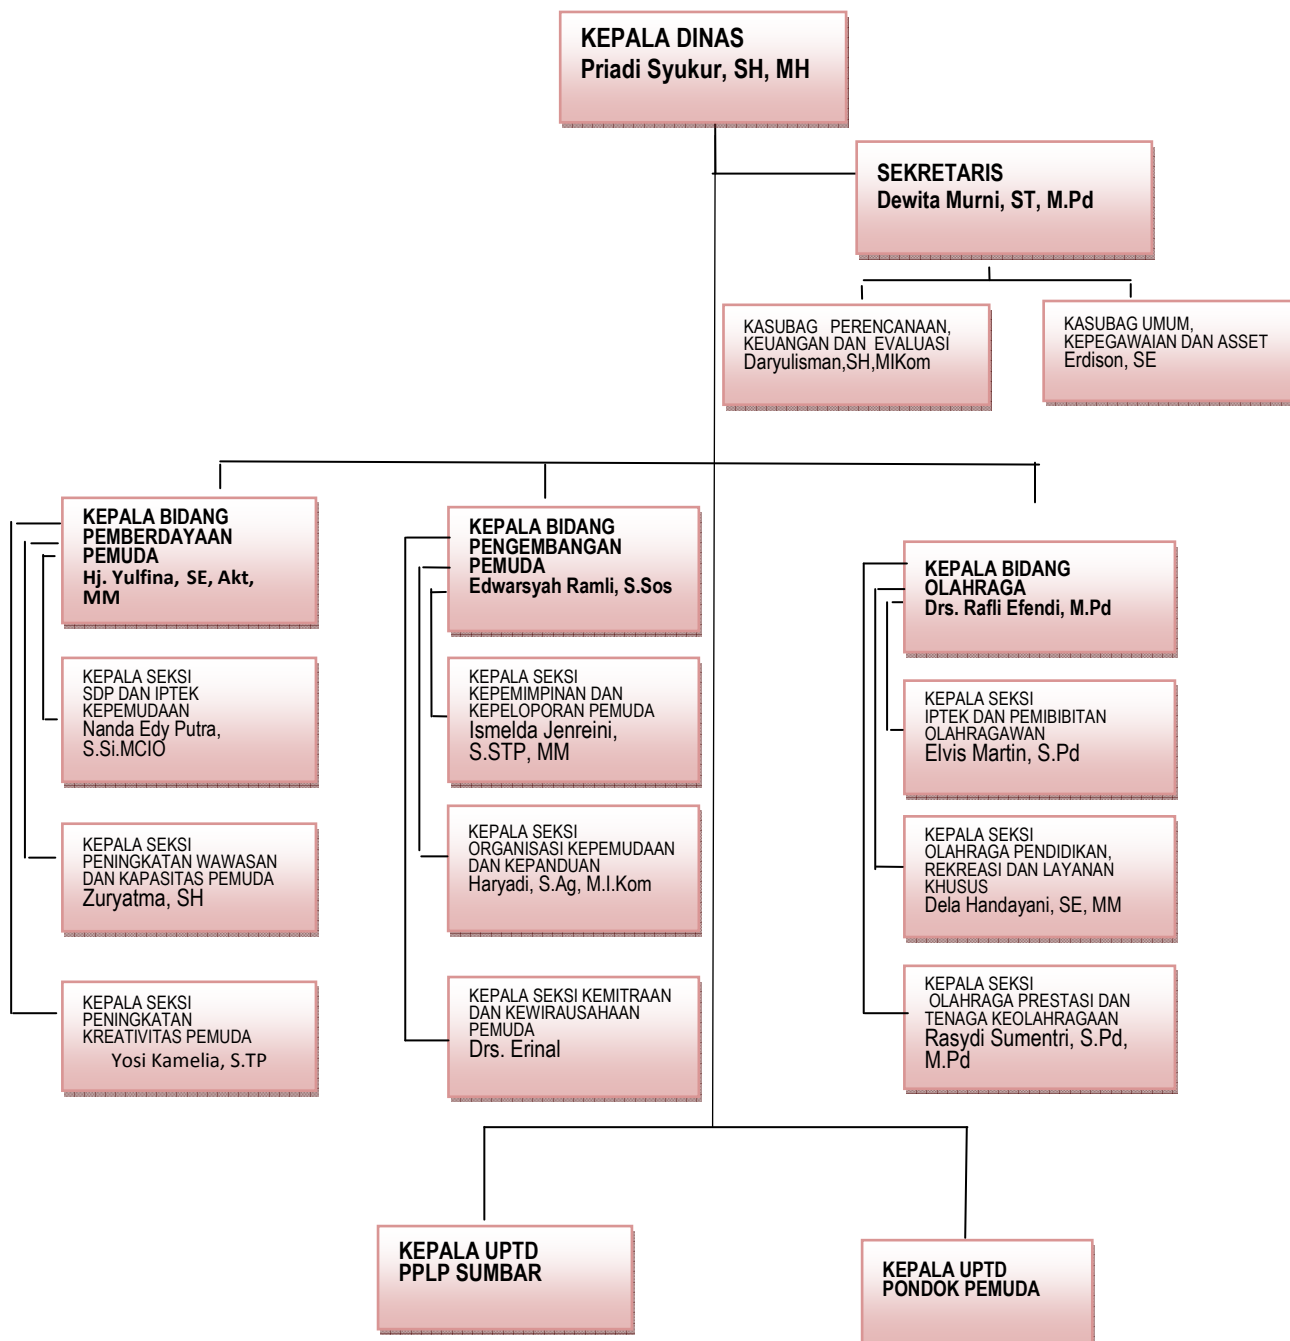 KEPALA DINAS
Priadi Syukur, SH, MH
SEKRETARIS
Dewita Murni, ST, M.Pd
KASUBAG PERENCANAAN,
KEUANGAN DAN EVALUASI
Daryulisman,SH,MIKom
KASUBAG UMUM,
KEPEGAWAIAN DAN ASSET
Erdison, SE
KEPALA BIDANG
PEMBERDAYAAN
PEMUDA
Hj. Yulfina, SE, Akt,
MM
KEPALA SEKSI
SDP DAN IPTEK
KEPEMUDAAN
Nanda Edy Putra,
S.Si.MCIO
KEPALA SEKSI
PENINGKATAN WAWASAN
DAN KAPASITAS PEMUDA
Zuryatma, SH
KEPALA SEKSI
PENINGKATAN
KREATIVITAS PEMUDA
Yosi Kamelia, S.TP
KEPALA BIDANG
PENGEMBANGAN
PEMUDA
Edwarsyah Ramli, S.Sos
KEPALA SEKSI
KEPEMIMPINAN DAN
KEPELOPORAN PEMUDA
Ismelda Jenreini,
S.STP, MM
KEPALA SEKSI
ORGANISASI KEPEMUDAAN
DAN KEPANDUAN
Haryadi, S.Ag, M.I.Kom
KEPALA SEKSI KEMITRAAN
DAN KEWIRAUSAHAAN
PEMUDA
Drs. Erinal
KEPALA BIDANG
OLAHRAGA
Drs. Rafli Efendi, M.Pd
KEPALA SEKSI
IPTEK DAN PEMIBIBITAN
OLAHRAGAWAN
Elvis Martin, S.Pd
KEPALA SEKSI
OLAHRAGA PENDIDIKAN,
REKREASI DAN LAYANAN
KHUSUS
Dela Handayani, SE, MM
KEPALA SEKSI
OLAHRAGA PRESTASI DAN
TENAGA KEOLAHRAGAAN
Rasydi Sumentri, S.Pd,
M.Pd
KEPALA UPTD
PPLP SUMBAR
KEPALA UPTD
PONDOK PEMUDA